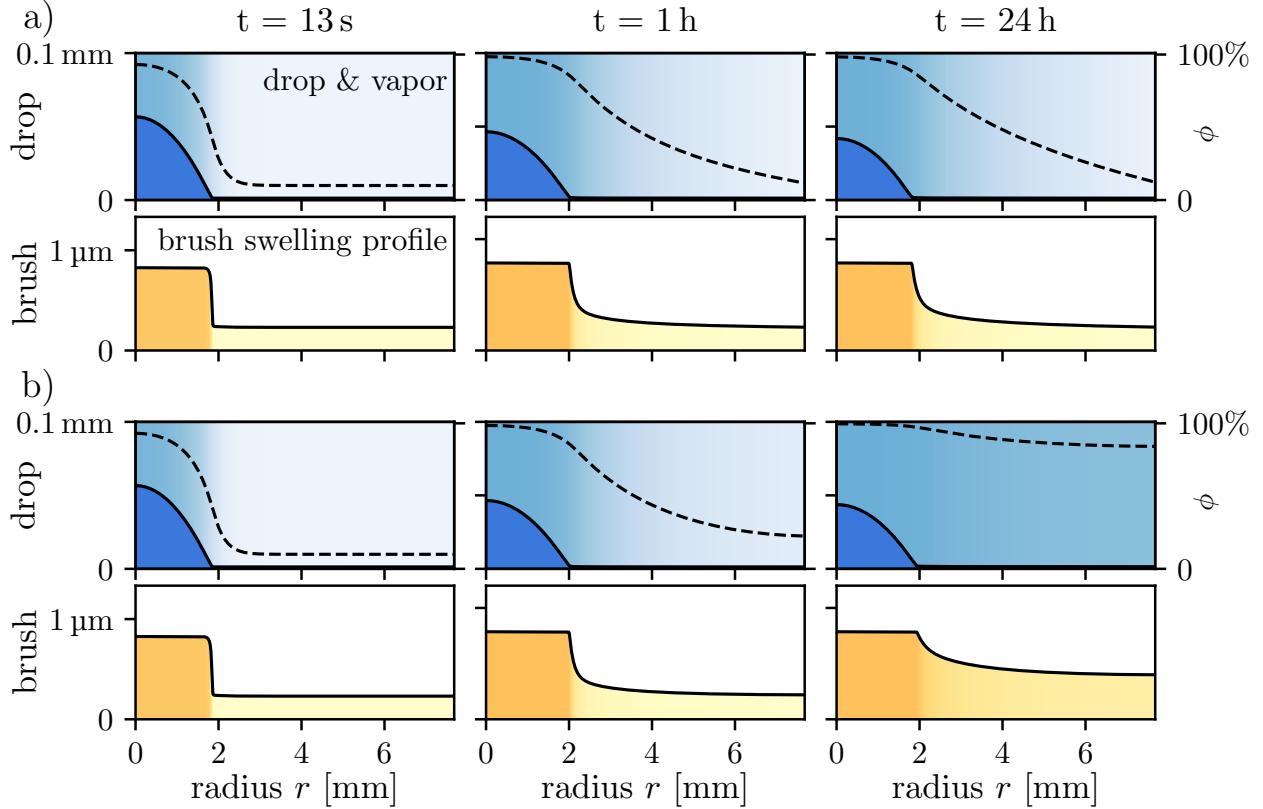 a)
t = 13 s
t = 1 h
t = 24 h
0.1 mm
drop & vapor
100%
drop
ϕ
0
0
brush swelling profile
1 µm
brush
0
b)
0.1 mm
100%
drop
ϕ
0
0
1 µm
brush
0
0 2 4 6
0 2 4 6
0 2 4 6
radius r [mm]
radius r [mm]
radius r [mm]